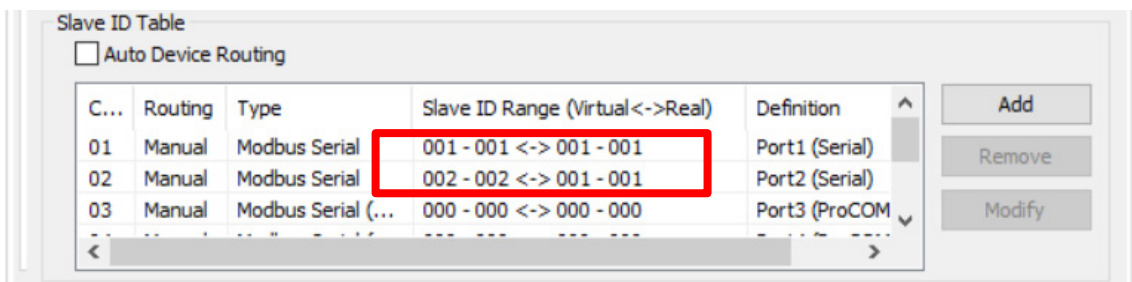 Slave ID Table
Auto Device Routing
C... Routing Type Slave ID Range (Virtual<->Real) Definition
01 Manual Modbus Serial 001 - 001 <-> 001 - 001 Port1 (Serial)
02 Manual Modbus Serial 002 - 002 <-> 001 - 001 Port2 (Serial)
03 Manual Modbus Serial (... 000 - 000 <-> 000 - 000 Port3 (ProCOM
Add
Remove
Modify